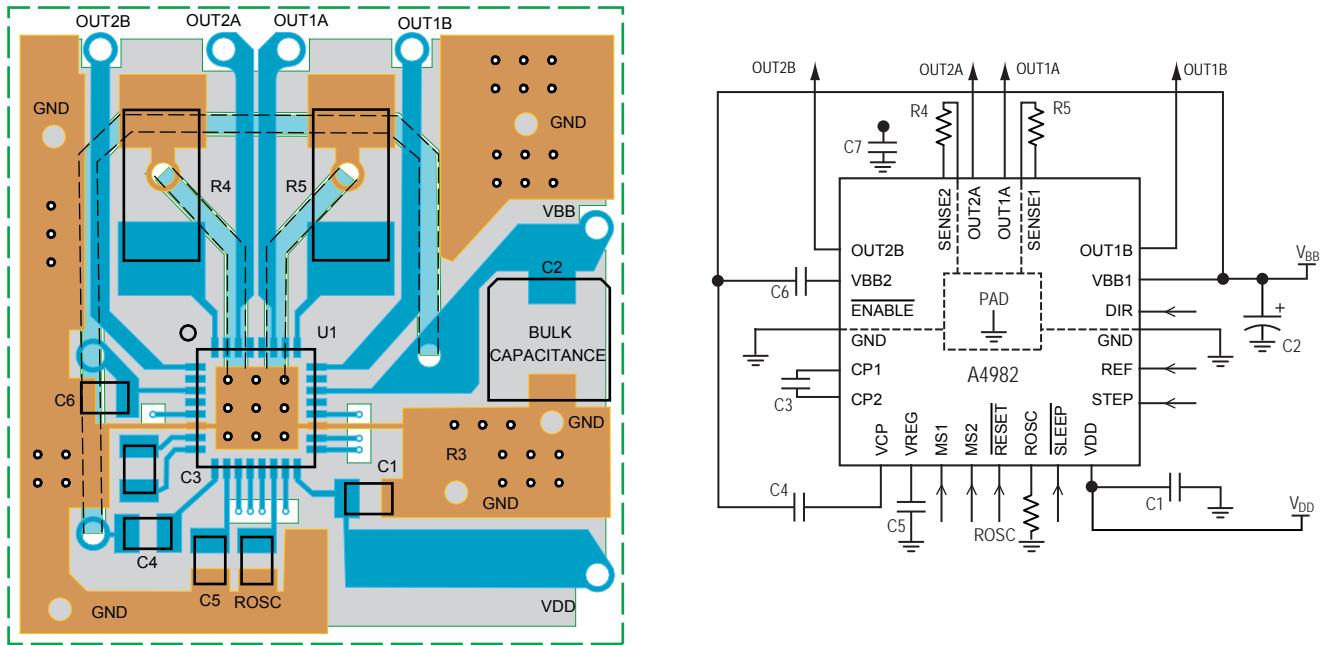 OUT2B
OUT2A
OUT1A
OUT1B
GND
GND
R4
R5
VBB
C2
U1
BULK
CAPACITANCE
C6
GND
R3
C3
C1
GND
C4
C5
ROSC
GND
VDD
OUT2B
OUT2A
OUT1A
OUT1B
R4
R5
C7
SENSE2
OUT2A
OUT1A
SENSE1
OUT2B
OUT1B
VBB2
VBB1
VBB
C6
ENABLE
PAD
DIR
+
GND
GND
C2
CP1
A4982
REF
C3
CP2
STEP
VCP
VREG
MS1
MS2
RESET
ROSC
SLEEP
VDD
C4
C5
ROSC
C1
VDD